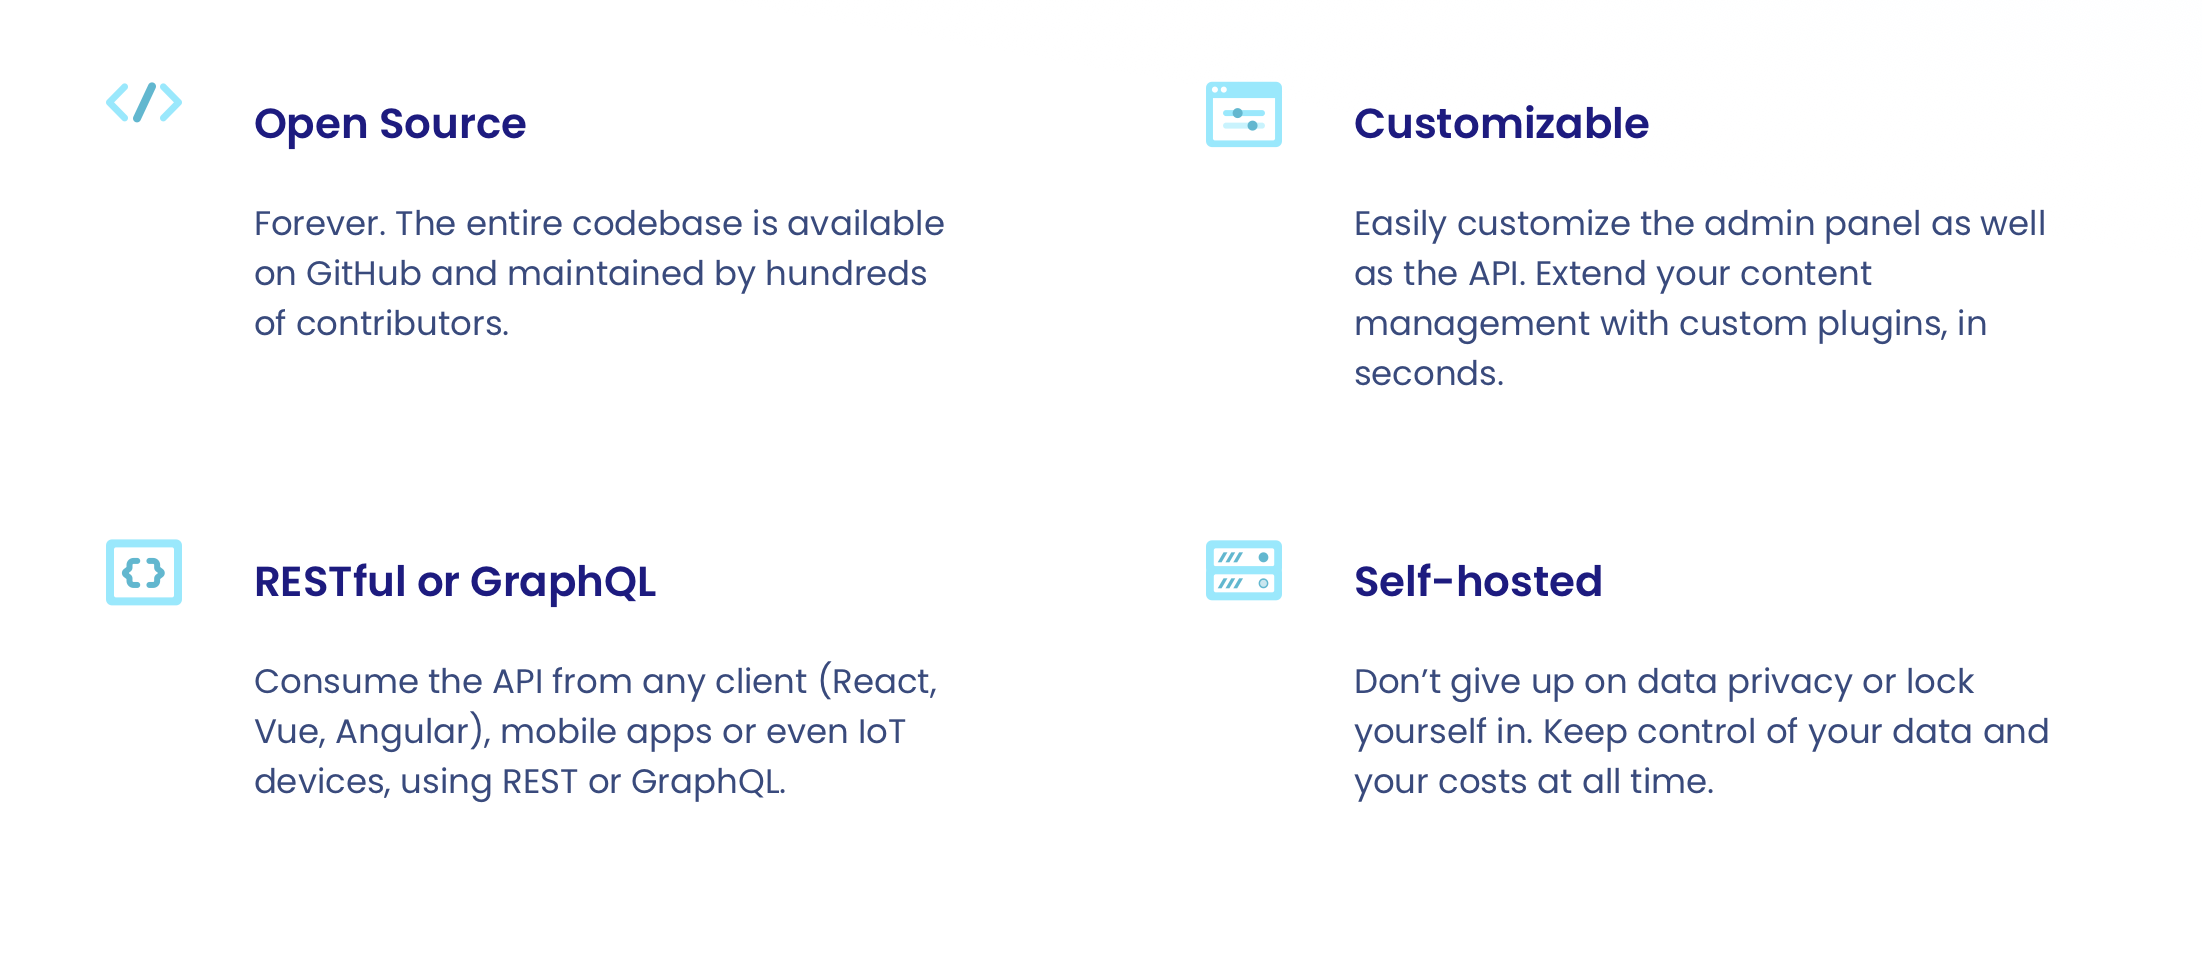 Open Source
Forever. The entire codebase is available
on GitHub and maintained by hundreds
of contributors.
Customizable
Easily customize the admin panel as well
as the API. Extend your content
management with custom plugins, in
seconds.
RESTful or GraphQL
Consume the API from any client (React,
Vue, Angular), mobile apps or even IoT
devices, using REST or GraphQL.
Self-hosted
Don’t give up on data privacy or lock
yourself in. Keep control of your data and
your costs at all time.